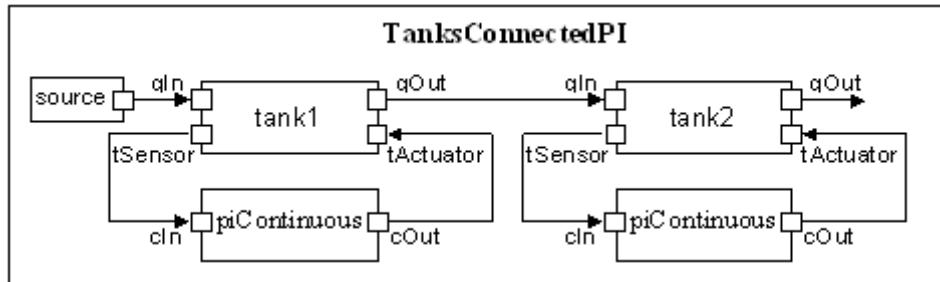 TanksConnectedPI
qIn qOut qIn qOut
source tank1 tank2
tSensor tActuator tSensor tActuator
piContinuous piContinuous
cIn cOut cIn cOut